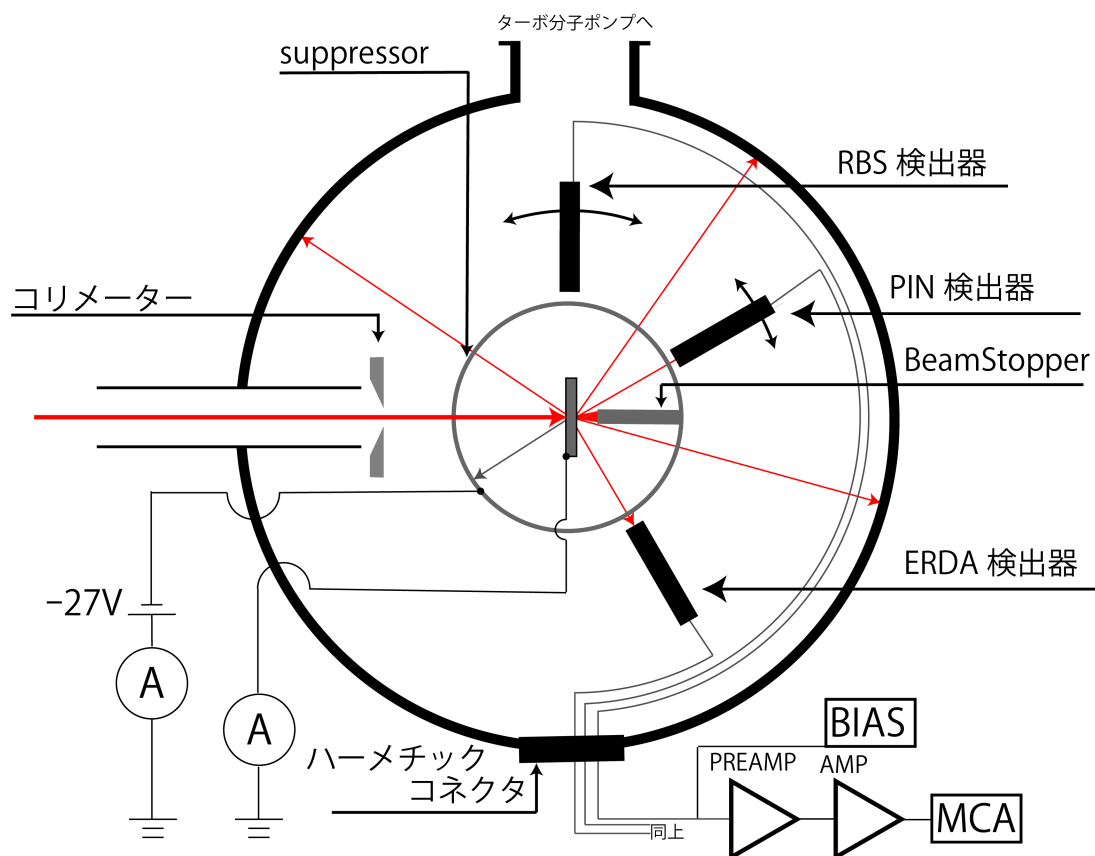 ターボ分子ポンプへ
suppressor
RBS 検出器
コリメーター
PIN 検出器
BeamStopper
ERDA 検出器
−27V
A
A
ハーメチック
コネクタ
BIAS
PREAMP
AMP
MCA
同上